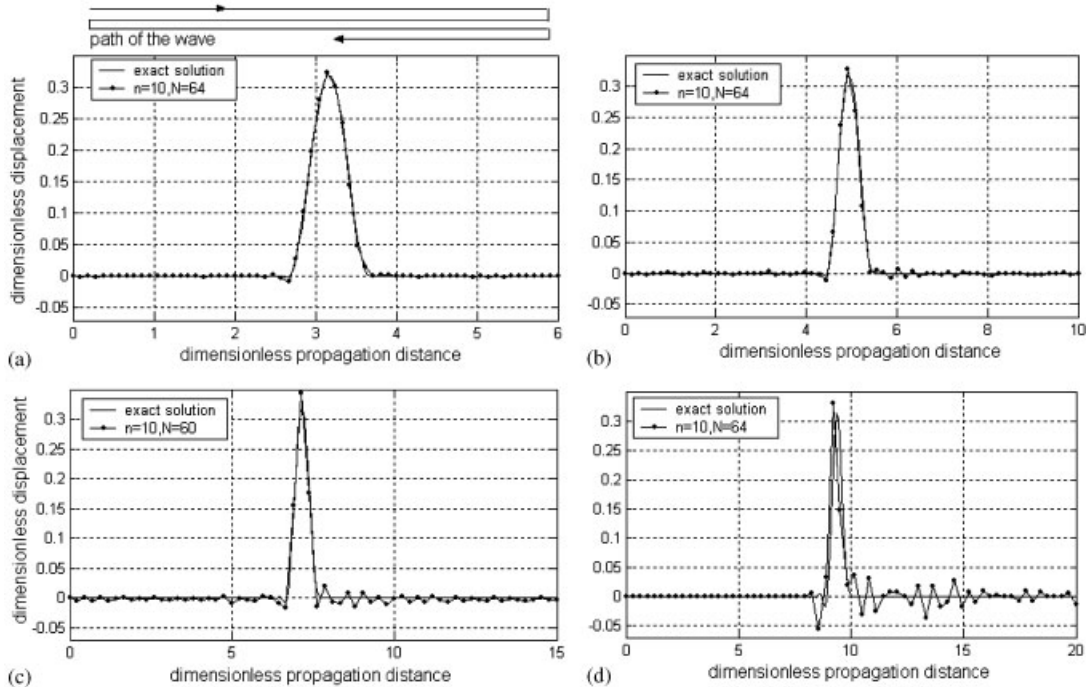 path of the wave
exact solution
n=10,N=64
0.3
0.25
0.2
0.15
0.1
0.05
0
-0.05
dimensionless displacement
0 1 2 3 4 5 6
dimensionless propagation distance
(a)
exact solution
n=10,N=64
0.3
0.25
0.2
0.15
0.1
0.05
0
-0.05
0 2 4 6 8 10
dimensionless propagation distance
(b)
exact solution
n=10,N=60
0.3
0.25
0.2
0.15
0.1
0.05
0
-0.05
dimensionless displacement
0 5 10 15
dimensionless propagation distance
(c)
exact solution
n=10,N=64
0.3
0.25
0.2
0.15
0.1
0.05
0
-0.05
0 5 10 15 20
dimensionless propagation distance
(d)